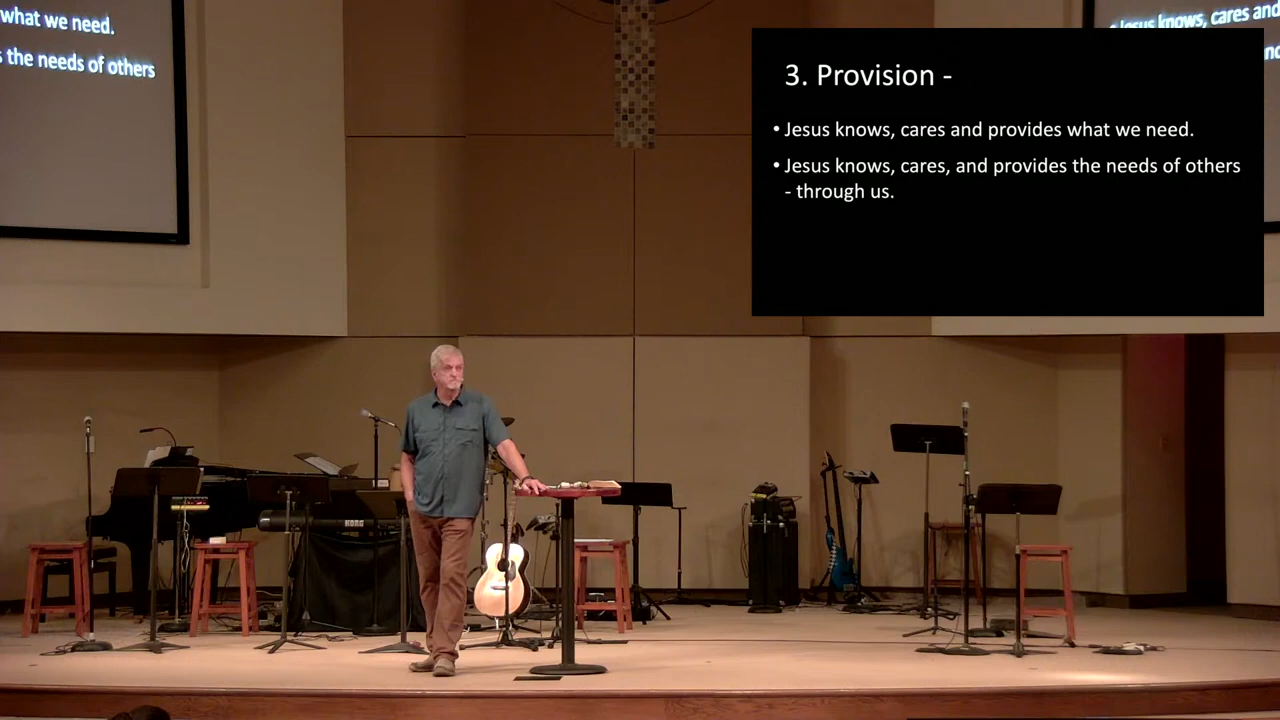 what we need.
the needs of others
Jesus knows, cares and
3. Provision -
• Jesus knows, cares and provides what we need.
• Jesus knows, cares, and provides the needs of others
- through us.
KORG